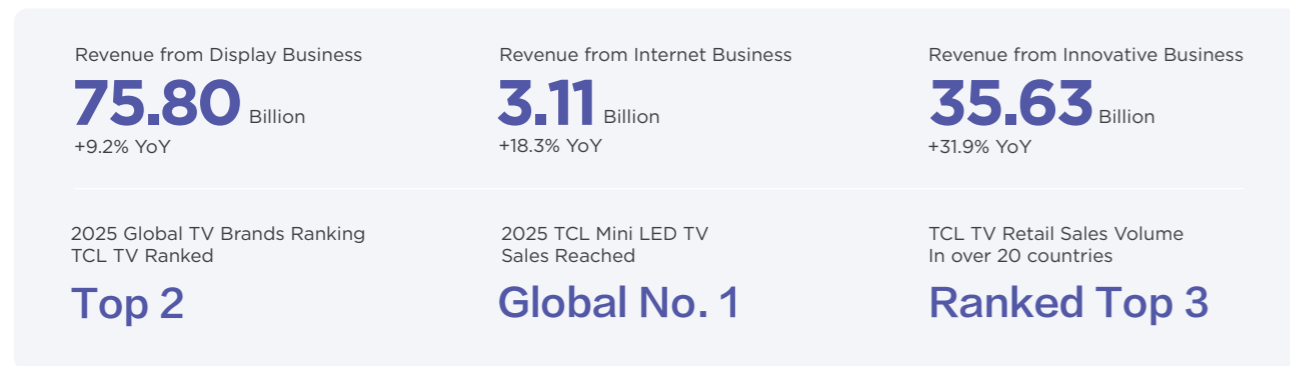 Revenue from Display Business
75.80 Billion
+9.2% YoY
Revenue from Internet Business
3.11 Billion
+18.3% YoY
Revenue from Innovative Business
35.63 Billion
+31.9% YoY
2025 Global TV Brands Ranking
TCL TV Ranked
Top 2
2025 TCL Mini LED TV
Sales Reached
Global No. 1
TCL TV Retail Sales Volume
In over 20 countries
Ranked Top 3